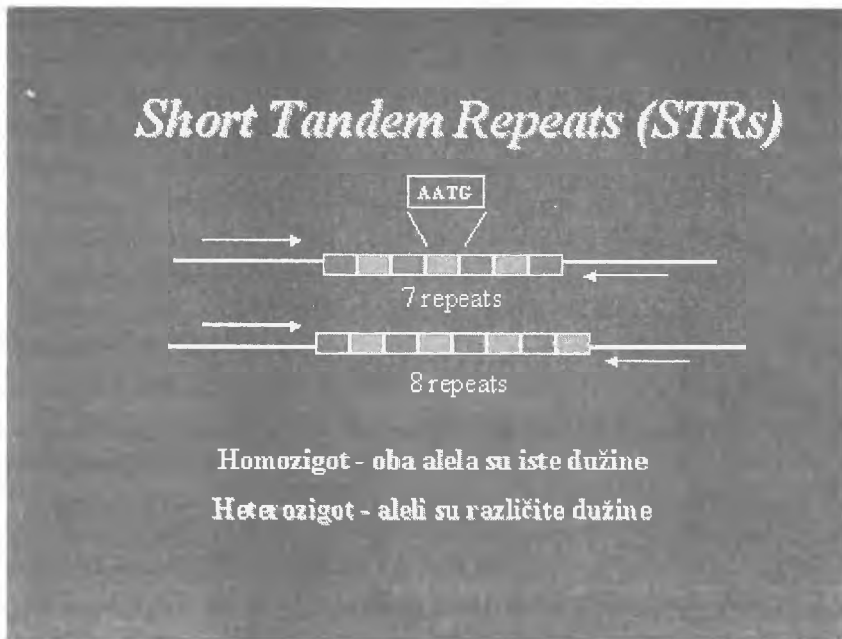 Short Tandem Repeats (STRs)
AATG
7 repeats
8 repeats
Homozigot - oba alela su iste dužine
Heterozigot - aleli su različite dužine